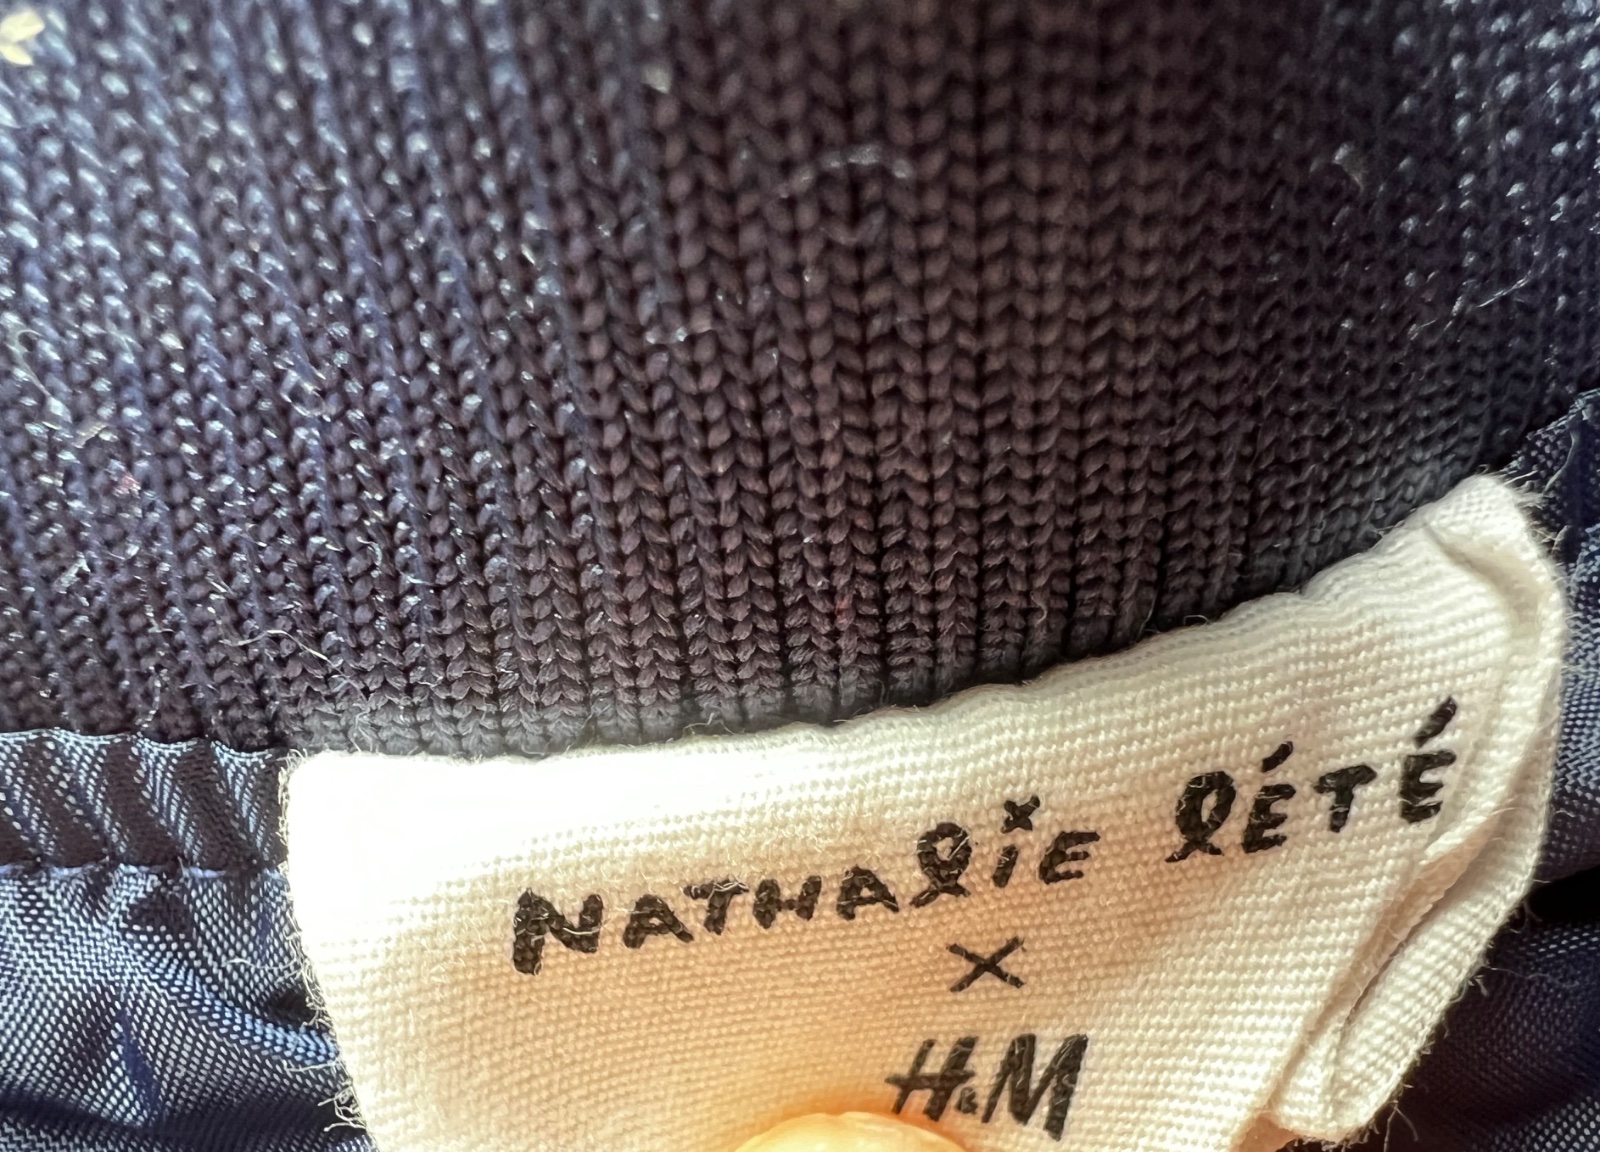 NATHALiE LÉTÉ
×
H&M